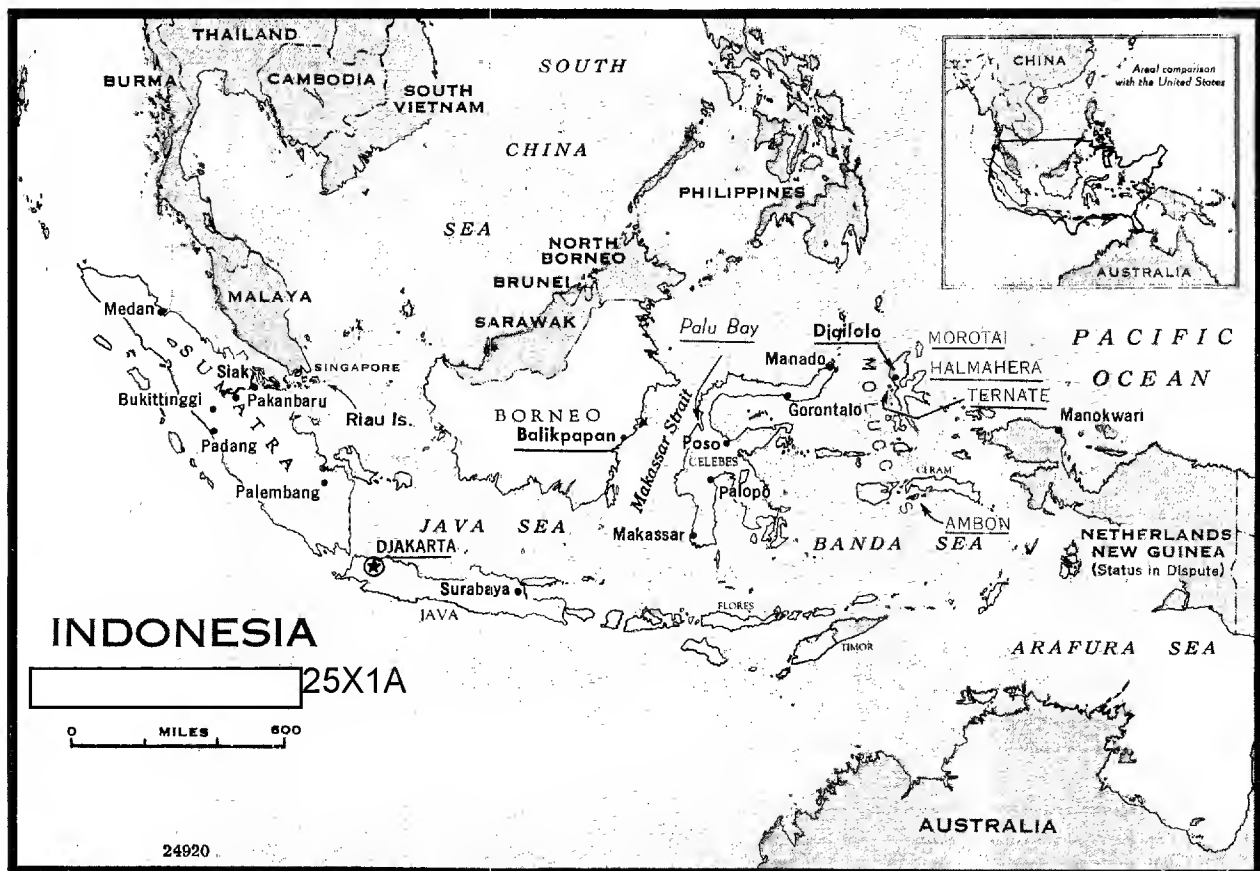 THAILAND
BURMA
CAMBODIA
SOUTH
VIETNAM
SOUTH
CHINA
SEA
PHILIPPINES
CHINA
Areal comparison
with the United States
AUSTRALIA
NORTH
BORNEO
BRUNEI
SARAWAK
MALAYA
Medan
SUMATRA
Siak
SINGAPORE
Bukittinggi
Pakanbaru
Riau Is.
Padang
Palembang
BORNEO
Balikpapan
Palu Bay
Makassar Strait
Manado
Djailolo
MOROTAI
HALMAHERA
TERNATE
MOLUCCAS
PACIFIC
OCEAN
Gorontalo
Manokwari
Poso
CELEBES
Palopo
CERAM
AMBON
Makassar
JAVA SEA
BANDA SEA
NETHERLANDS
NEW GUINEA
(Status in Dispute)
DJAKARTA
Surabaya
JAVA
FLORES
TIMOR
ARAFURA SEA
INDONESIA
25X1A
0 MILES 600
AUSTRALIA
24920